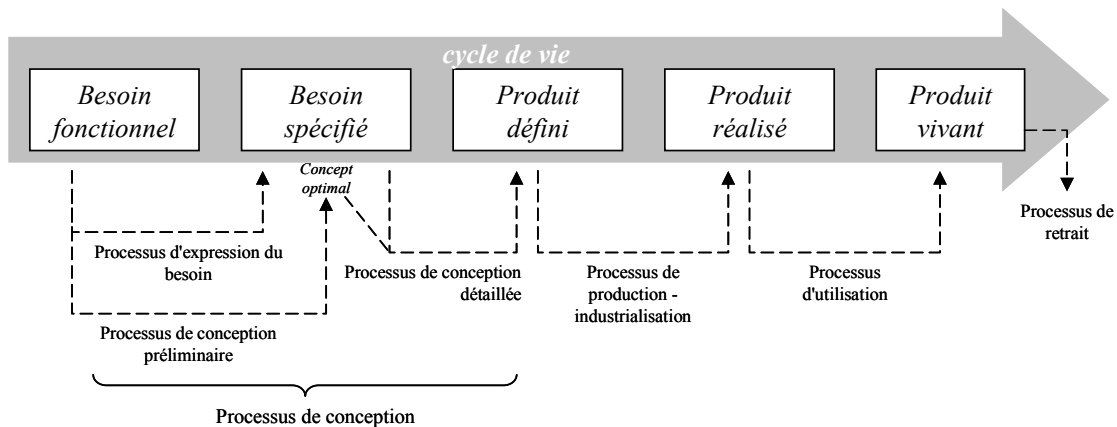 cycle de vie
Besoin
fonctionnel
Besoin
spécifié
Produit
défini
Produit
réalisé
Produit
vivant
Concept
optimal
Processus de
retrait
Processus d'expression du
besoin
Processus de conception
détaillée
Processus de
production -
industrialisation
Processus
d'utilisation
Processus de conception
préliminaire
Processus de conception